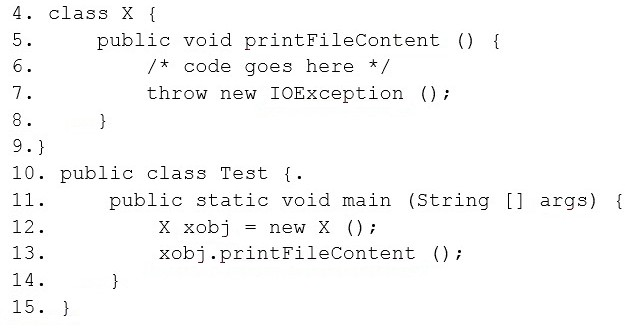 4. class X {
5.     public void printFileContent () {
6.         /* code goes here */
7.         throw new IOException ();
8.     }
9.}
10. public class Test {.
11.     public static void main (String [] args) {
12.         X xobj = new X ();
13.         xobj.printFileContent ();
14.     }
15. }